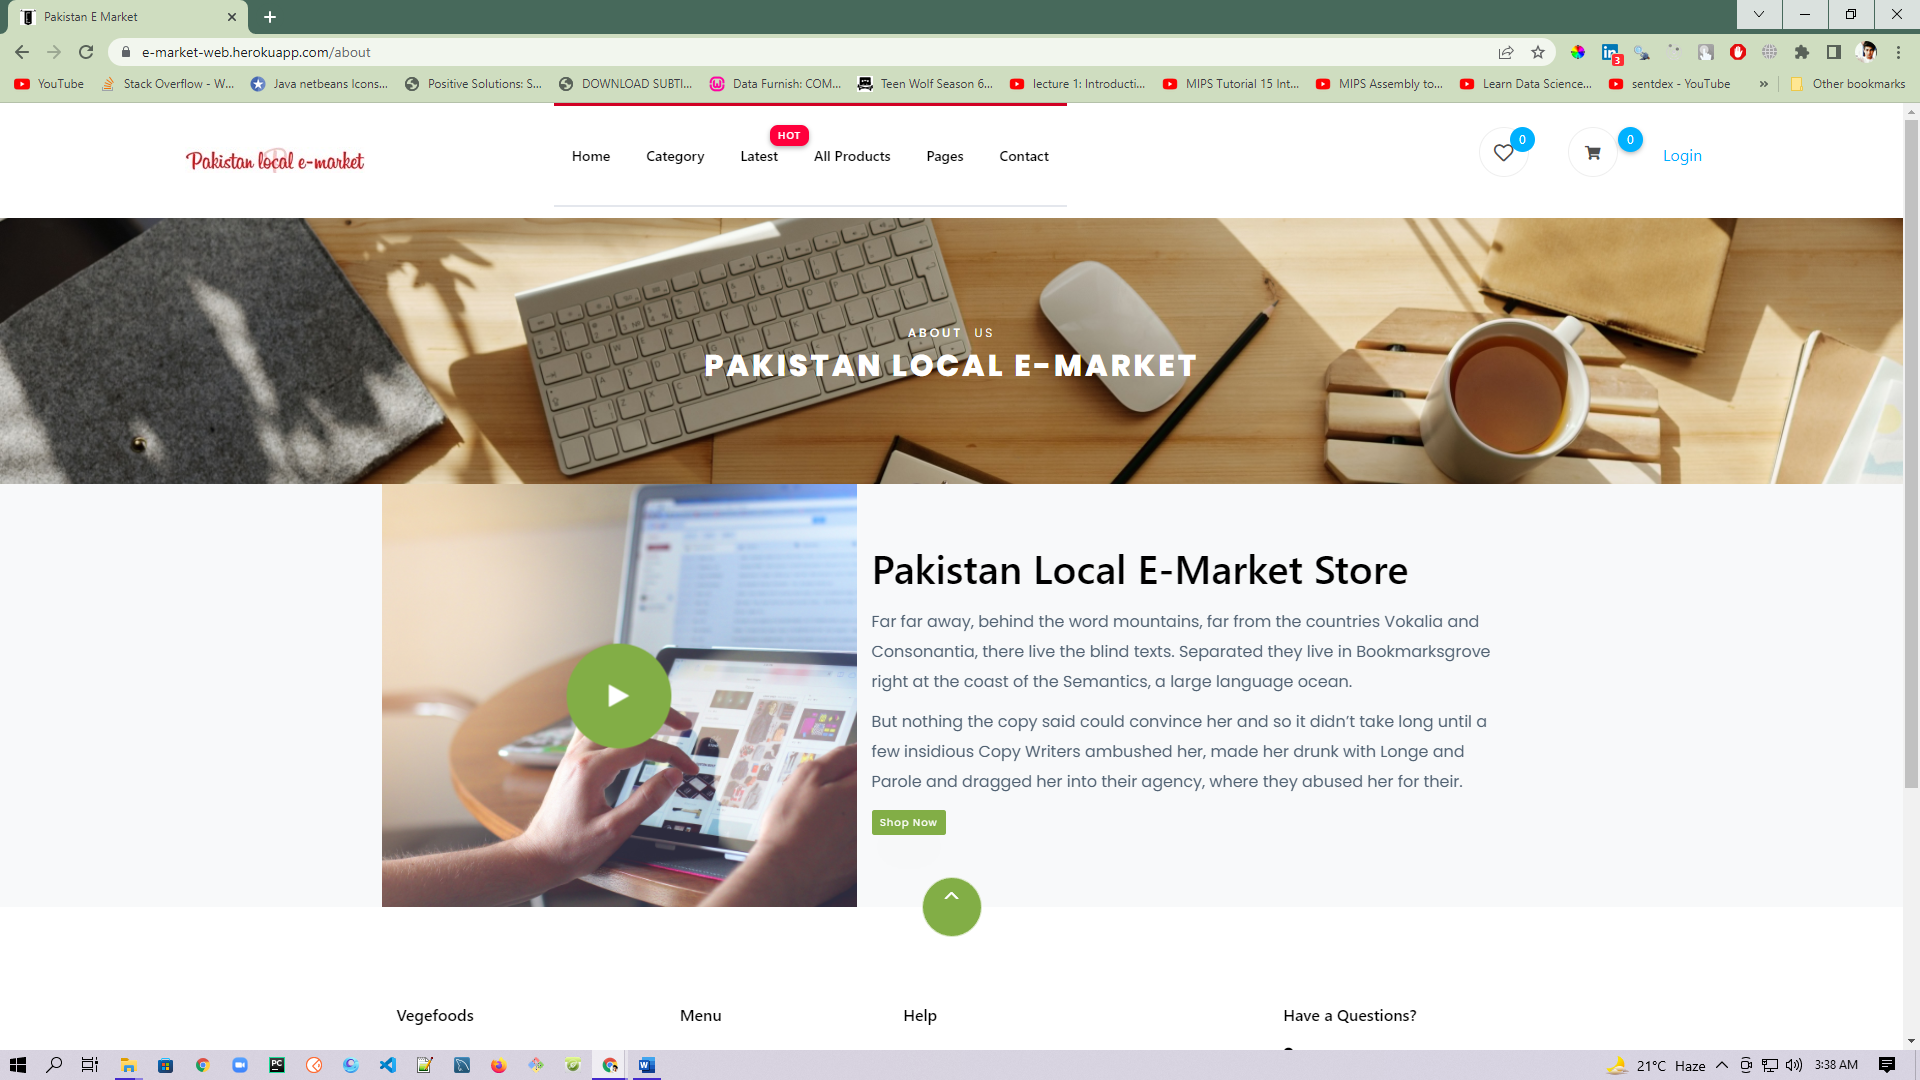 Pakistan E Market
e-market-web.herokuapp.com/about
3
YouTube
Stack Overflow - W...
Java netbeans Icons...
Positive Solutions: S...
DOWNLOAD SUBTI...
Data Furnish: COM...
Teen Wolf Season 6...
lecture 1: Introducti...
MIPS Tutorial 15 Int...
MIPS Assembly to...
Learn Data Science...
sentdex - YouTube
»
Other bookmarks
Pakistan local e-market
Home
Category
Latest
HOT
All Products
Pages
Contact
0
0
Login
ABOUT US
PAKISTAN LOCAL E-MARKET
Pakistan Local E-Market Store
Far far away, behind the word mountains, far from the countries Vokalia and
Consonantia, there live the blind texts. Separated they live in Bookmarksgrove
right at the coast of the Semantics, a large language ocean.
But nothing the copy said could convince her and so it didn’t take long until a
few insidious Copy Writers ambushed her, made her drunk with Longe and
Parole and dragged her into their agency, where they abused her for their.
Shop Now
Vegefoods
Menu
Help
Have a Questions?
21°C Haze
3:38 AM